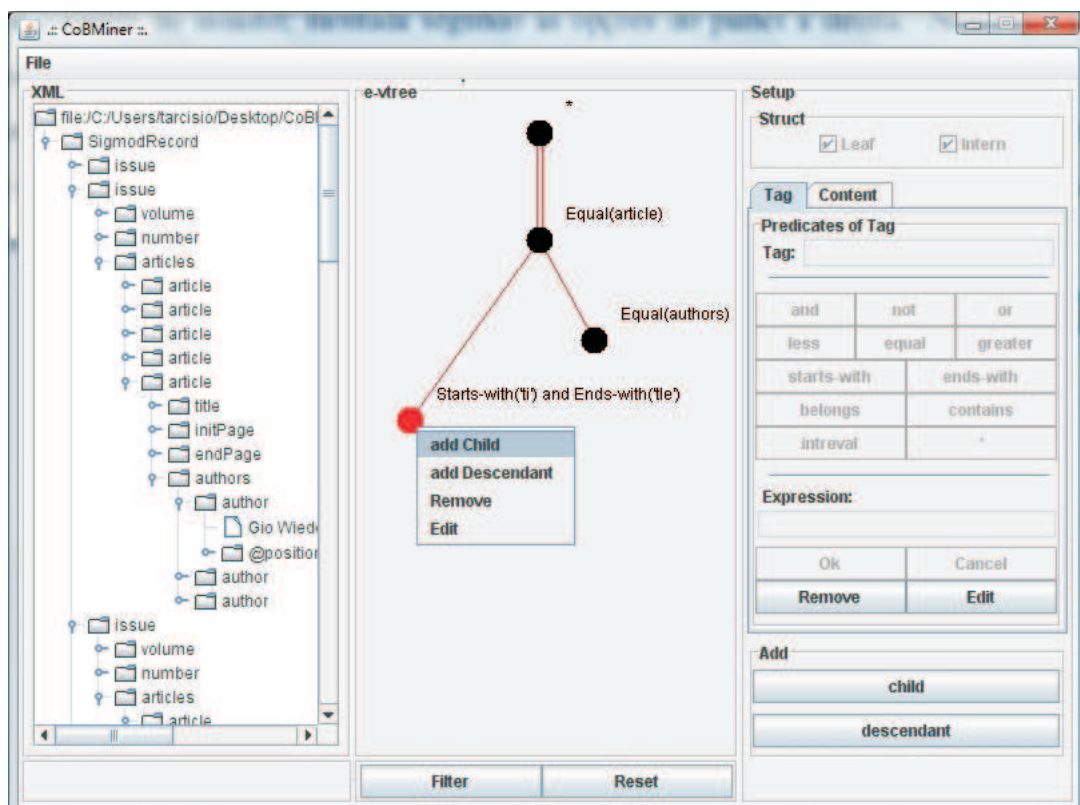 .:: CoBMiner ::.
File
XML
file:/C:/Users/tarcisio/Desktop/CoBl
SigmodRecord
issue
issue
volume
number
articles
article
article
article
article
article
title
initPage
endPage
authors
author
Gio Wied
@position
author
author
issue
volume
number
articles
article
e-vtree
*
Equal(article)
Equal(authors)
Starts-with('ti') and Ends-with('tle')
add Child
add Descendant
Remove
Edit
Filter
Reset
Setup
Struct
Leaf
Intern
Tag
Content
Predicates of Tag
Tag:
and
not
or
less
equal
greater
starts-with
ends-with
belongs
contains
intreval
*
Expression:
Ok
Cancel
Remove
Edit
Add
child
descendant